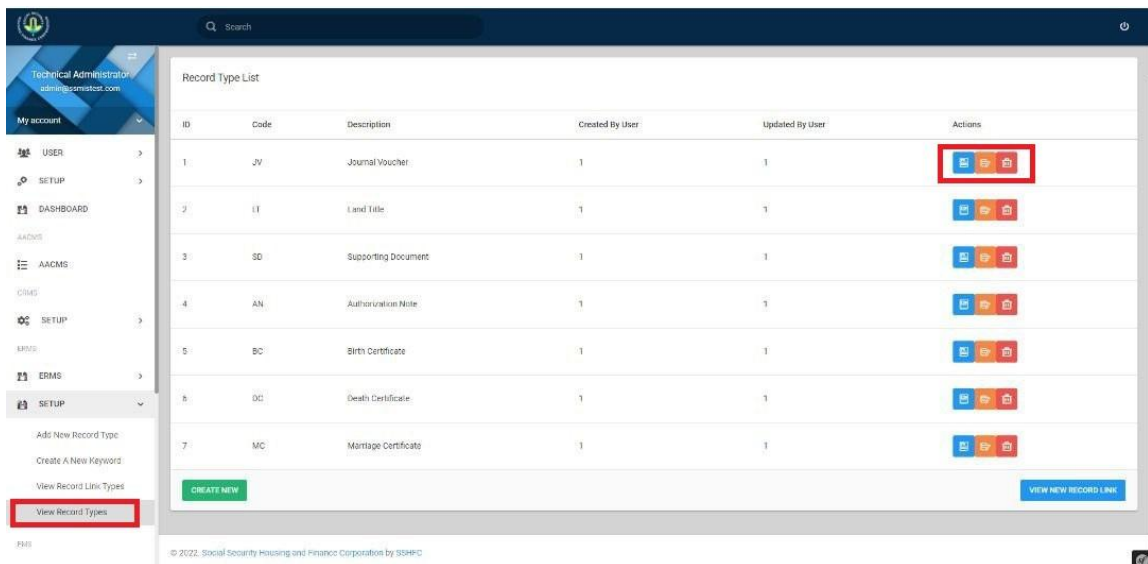 Search
Technical Administrator
admin@ssmistest.com
My account
USER
SETUP
DASHBOARD
AACMS
AACMS
CRMS
SETUP
ERMS
ERMS
SETUP
Add New Record Type
Create A New Keyword
View Record Link Types
View Record Types
FMS
Record Type List
ID Code Description Created By User Updated By User Actions
1 JV Journal Voucher 1 1
2 LT Land Title 1 1
3 SD Supporting Document 1 1
4 AN Authorization Note 1 1
5 BC Birth Certificate 1 1
6 DC Death Certificate 1 1
7 MC Marriage Certificate 1 1
CREATE NEW VIEW NEW RECORD LINK
© 2022, Social Security Housing and Finance Corporation by SSHFC